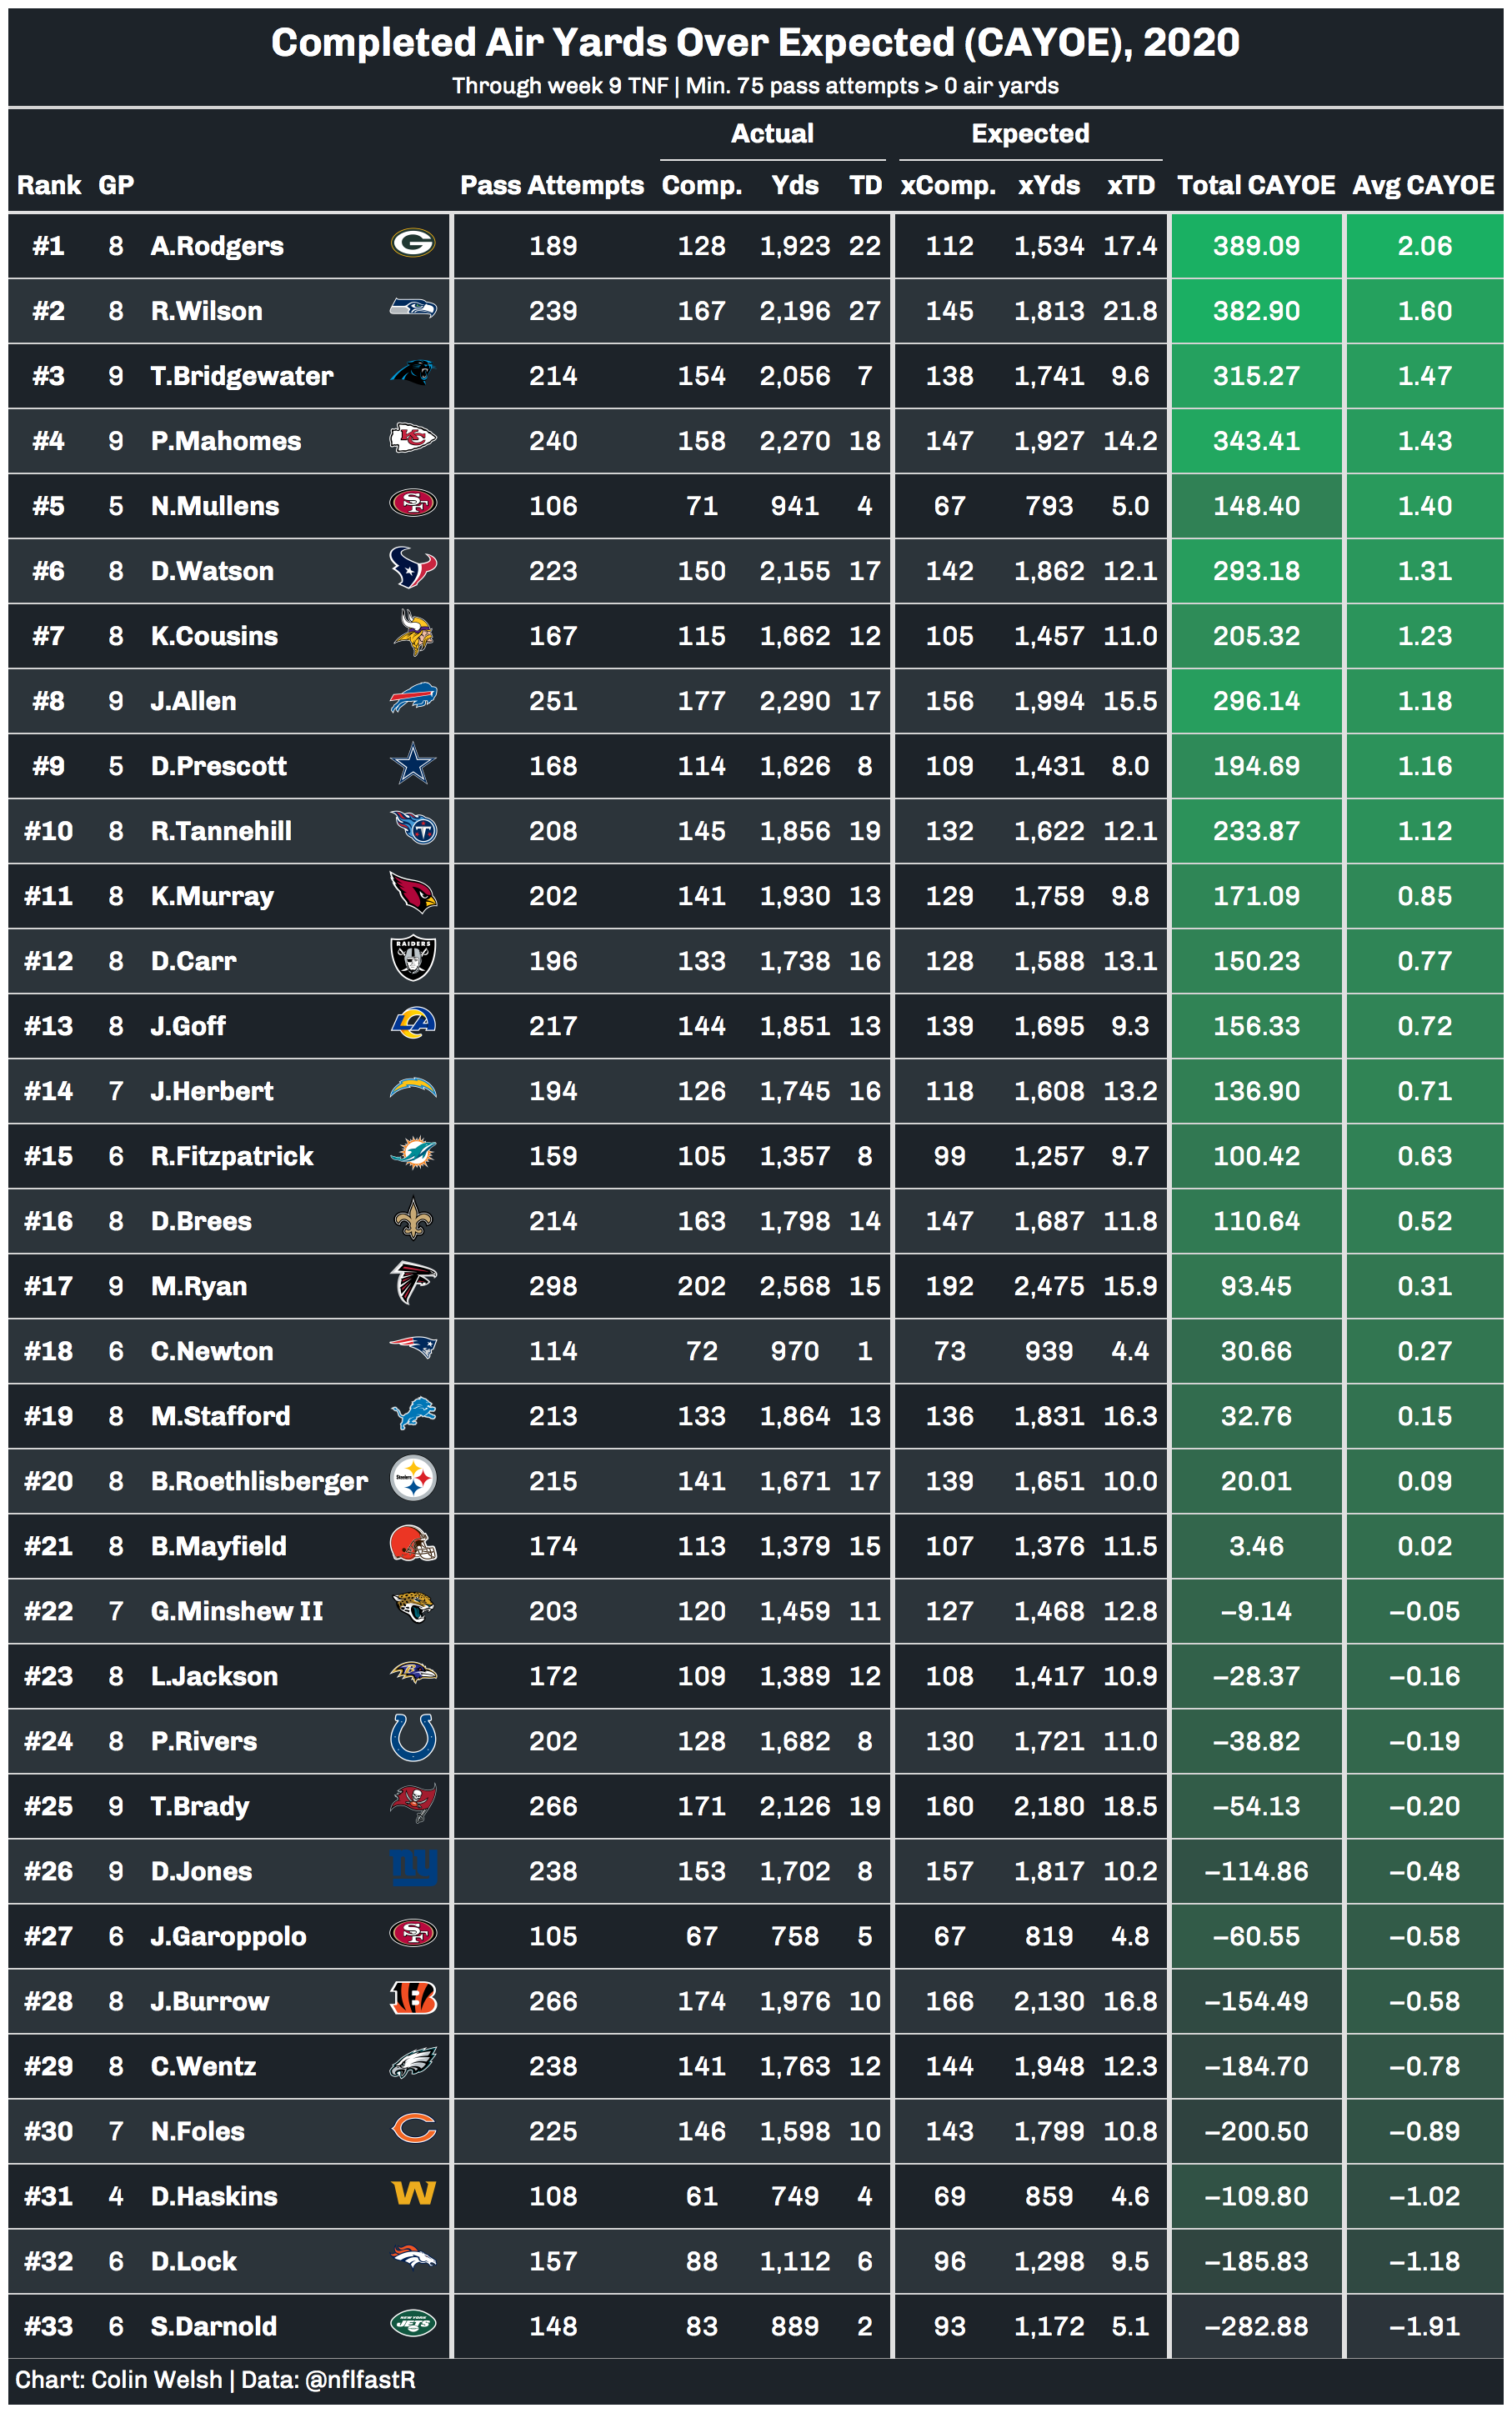 Completed Air Yards Over Expected (CAYOE), 2020
Through week 9 TNF | Min. 75 pass attempts > 0 air yards
Actual Expected
Rank GP Pass Attempts Comp. Yds TD xComp. xYds xTD Total CAYOE Avg CAYOE
#1 8 A.Rodgers G 189 128 1,923 22 112 1,534 17.4 389.09 2.06
#2 8 R.Wilson 239 167 2,196 27 145 1,813 21.8 382.90 1.60
#3 9 T.Bridgewater 214 154 2,056 7 138 1,741 9.6 315.27 1.47
#4 9 P.Mahomes KC 240 158 2,270 18 147 1,927 14.2 343.41 1.43
#5 5 N.Mullens SF 106 71 941 4 67 793 5.0 148.40 1.40
#6 8 D.Watson 223 150 2,155 17 142 1,862 12.1 293.18 1.31
#7 8 K.Cousins 167 115 1,662 12 105 1,457 11.0 205.32 1.23
#8 9 J.Allen 251 177 2,290 17 156 1,994 15.5 296.14 1.18
#9 5 D.Prescott 168 114 1,626 8 109 1,431 8.0 194.69 1.16
#10 8 R.Tannehill T 208 145 1,856 19 132 1,622 12.1 233.87 1.12
#11 8 K.Murray 202 141 1,930 13 129 1,759 9.8 171.09 0.85
#12 8 D.Carr RAIDERS 196 133 1,738 16 128 1,588 13.1 150.23 0.77
#13 8 J.Goff LA 217 144 1,851 13 139 1,695 9.3 156.33 0.72
#14 7 J.Herbert 194 126 1,745 16 118 1,608 13.2 136.90 0.71
#15 6 R.Fitzpatrick 159 105 1,357 8 99 1,257 9.7 100.42 0.63
#16 8 D.Brees 214 163 1,798 14 147 1,687 11.8 110.64 0.52
#17 9 M.Ryan 298 202 2,568 15 192 2,475 15.9 93.45 0.31
#18 6 C.Newton 114 72 970 1 73 939 4.4 30.66 0.27
#19 8 M.Stafford 213 133 1,864 13 136 1,831 16.3 32.76 0.15
#20 8 B.Roethlisberger Steelers 215 141 1,671 17 139 1,651 10.0 20.01 0.09
#21 8 B.Mayfield 174 113 1,379 15 107 1,376 11.5 3.46 0.02
#22 7 G.Minshew II 203 120 1,459 11 127 1,468 12.8 −9.14 −0.05
#23 8 L.Jackson 172 109 1,389 12 108 1,417 10.9 −28.37 −0.16
#24 8 P.Rivers 202 128 1,682 8 130 1,721 11.0 −38.82 −0.19
#25 9 T.Brady 266 171 2,126 19 160 2,180 18.5 −54.13 −0.20
#26 9 D.Jones ny 238 153 1,702 8 157 1,817 10.2 −114.86 −0.48
#27 6 J.Garoppolo SF 105 67 758 5 67 819 4.8 −60.55 −0.58
#28 8 J.Burrow B 266 174 1,976 10 166 2,130 16.8 −154.49 −0.58
#29 8 C.Wentz 238 141 1,763 12 144 1,948 12.3 −184.70 −0.78
#30 7 N.Foles C 225 146 1,598 10 143 1,799 10.8 −200.50 −0.89
#31 4 D.Haskins W 108 61 749 4 69 859 4.6 −109.80 −1.02
#32 6 D.Lock 157 88 1,112 6 96 1,298 9.5 −185.83 −1.18
#33 6 S.Darnold NEW YORK JETS 148 83 889 2 93 1,172 5.1 −282.88 −1.91
Chart: Colin Welsh | Data: @nflfastR